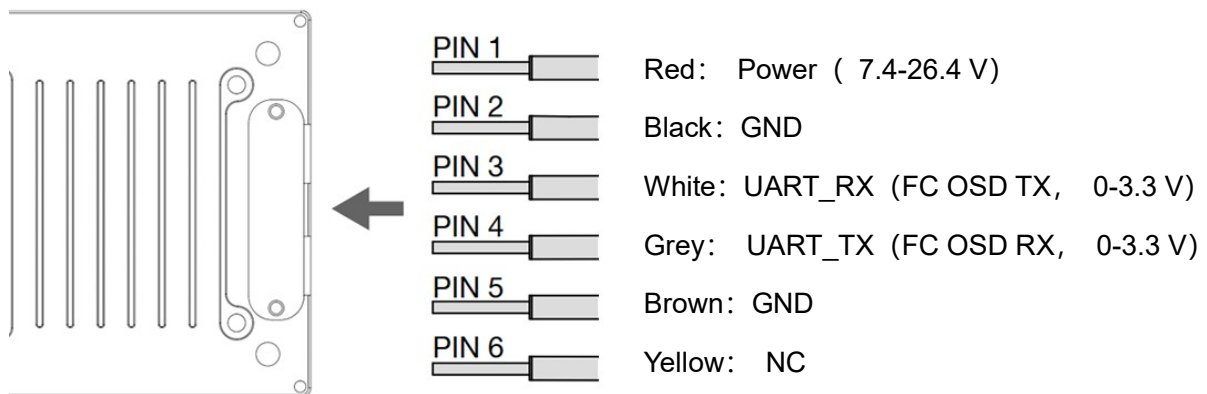 PIN 1
Red： Power （ 7.4-26.4 V)
PIN 2
Black：GND
PIN 3
White：UART_RX （FC OSD TX， 0-3.3 V)
PIN 4
Grey： UART_TX （FC OSD RX， 0-3.3 V)
PIN 5
Brown：GND
PIN 6
Yellow： NC